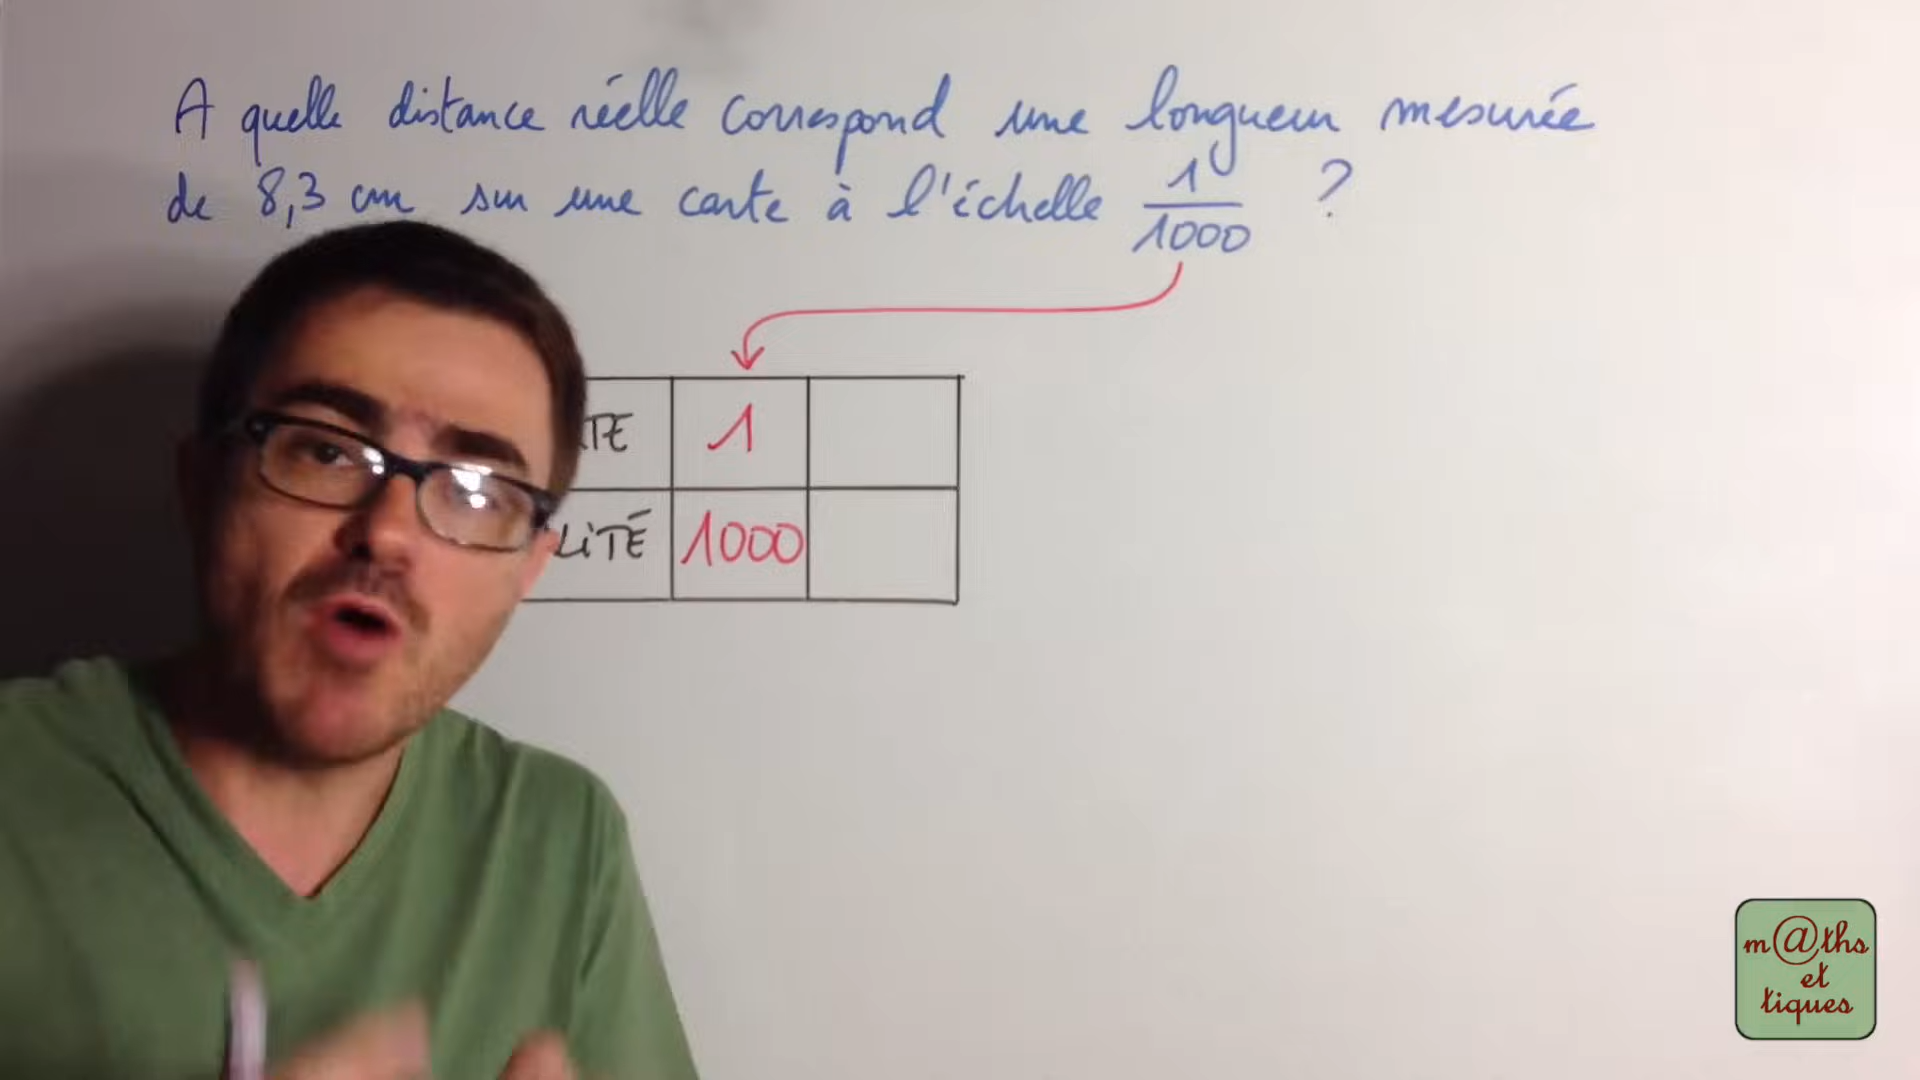 A quelle distance réelle correspond une longueur mesurée
de 8,3 cm sur une carte à l'échelle 1/1000 ?
1
LITÉ 1000
m@ths
et
tiques